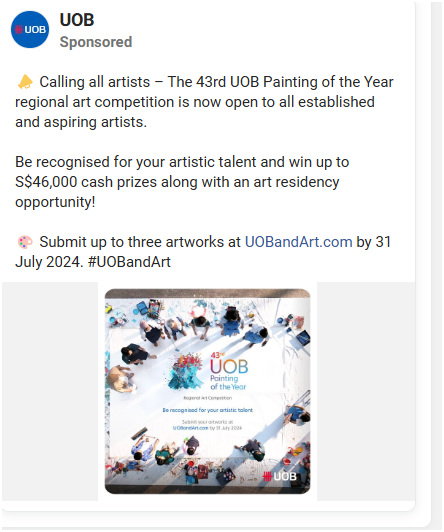 UOB
UOB
Sponsored
📣 Calling all artists – The 43rd UOB Painting of the Year
regional art competition is now open to all established
and aspiring artists.
Be recognised for your artistic talent and win up to
S$46,000 cash prizes along with an art residency
opportunity!
🎨 Submit up to three artworks at UOBandArt.com by 31
July 2024. #UOBandArt
43rd
UOB
Painting
of the Year
Regional Art Competition
Be recognised for your artistic talent
Submit your artworks at
UOBandArt.com by 31 July 2024
UOB